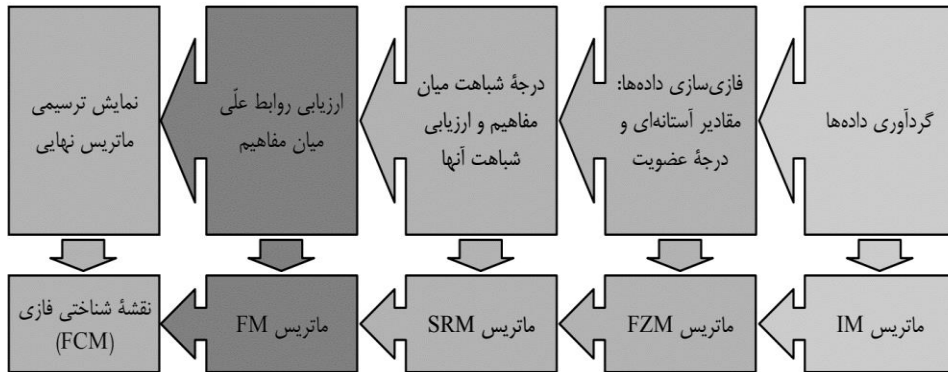 گردآوری داده‌ها
فازی‌سازی داده‌ها:
مقادیر آستانه‌ای و
درجهٔ عضویت
درجهٔ شباهت میان
مفاهیم و ارزیابی
شباهت آنها
ارزیابی روابط علّی
میان مفاهیم
نمایش ترسیمی
ماتریس نهایی
ماتریس IM
ماتریس FZM
ماتریس SRM
ماتریس FM
نقشهٔ شناختی فازی
(FCM)